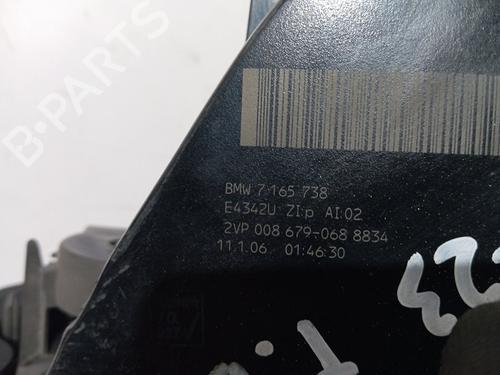 B-PARTS
BMW 7 165 738
E4342U ZI:p AI:02
2VP 008 679-068 8834
11.1.06 01:46:30